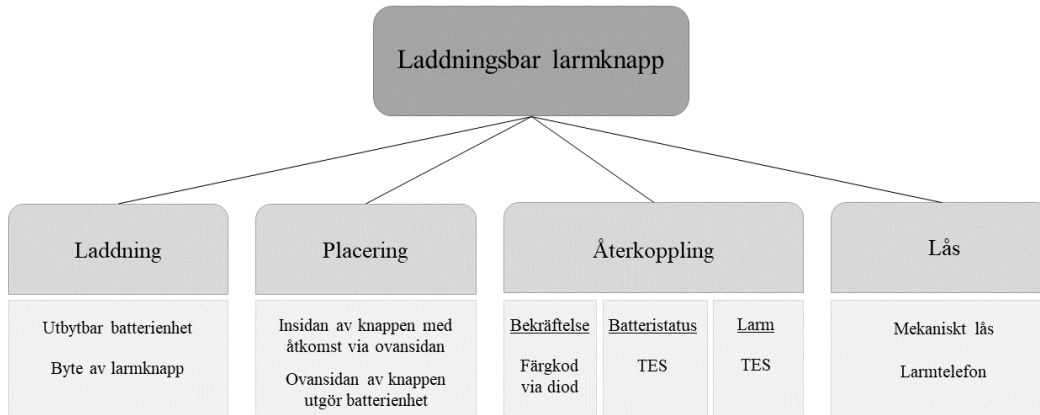 Laddningsbar larmknapp
Laddning
Utbytbar batterienhet
Byte av larmknapp
Placering
Insidan av knappen med
åtkomst via ovansidan
Ovansidan av knappen
utgör batterienhet
Återkoppling
Bekräftelse
Färgkod
via diod
Batteristatus
TES
Larm
TES
Lås
Mekaniskt lås
Larmtelefon